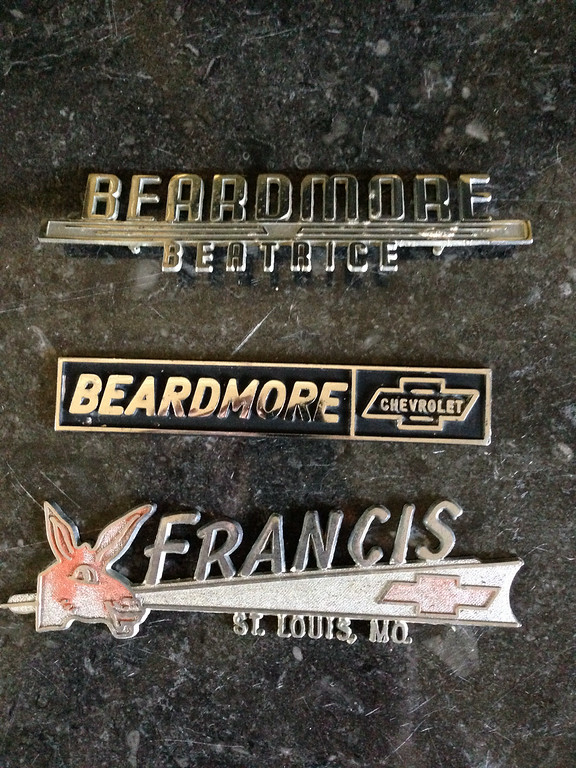 BEARDMORE
BEATRICE
BEARDMORE CHEVROLET
FRANCIS
ST. LOUIS, MO.